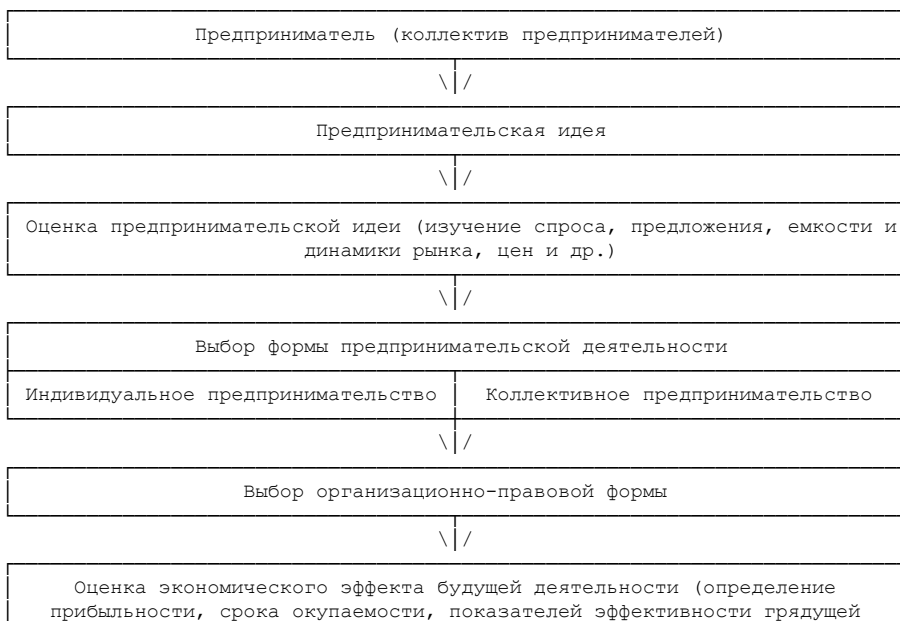 Предприниматель (коллектив предпринимателей)
Предпринимательская идея
Оценка предпринимательской идеи (изучение спроса, предложения, емкости и
динамики рынка, цен и др.)
Выбор формы предпринимательской деятельности
Индивидуальное предпринимательство
Коллективное предпринимательство
Выбор организационно-правовой формы
Оценка экономического эффекта будущей деятельности (определение
прибыльности, срока окупаемости, показателей эффективности грядущей